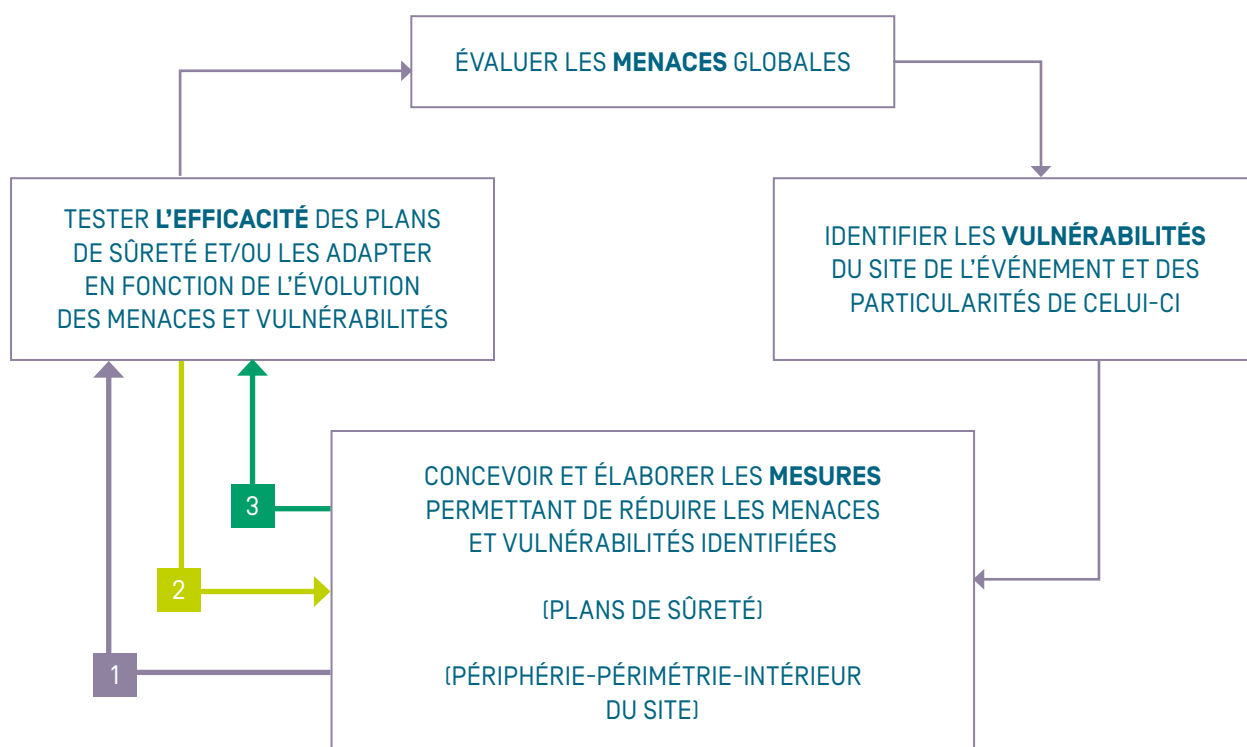 ÉVALUER LES MENACES GLOBALES
TESTER L'EFFICACITÉ DES PLANS
DE SÛRETÉ ET/OU LES ADAPTER
EN FONCTION DE L'ÉVOLUTION
DES MENACES ET VULNÉRABILITÉS
IDENTIFIER LES VULNÉRABILITÉS
DU SITE DE L'ÉVÉNEMENT ET DES
PARTICULARITÉS DE CELUI-CI
CONCEVOIR ET ÉLABORER LES MESURES
PERMETTANT DE RÉDUIRE LES MENACES
ET VULNÉRABILITÉS IDENTIFIÉES
(PLANS DE SÛRETÉ)
(PÉRIPHÉRIE-PÉRIMÉTRIE-INTÉRIEUR
DU SITE)
3
2
1